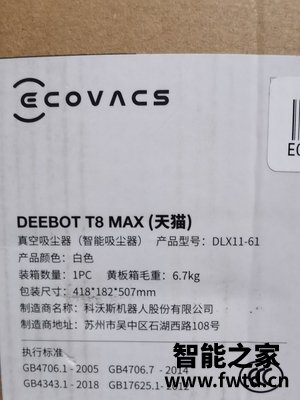 ECOVACS
EC
DEEBOT T8 MAX (天猫)
真空吸尘器（智能吸尘器） 产品型号：DLX11-61
产品颜色：白色
装箱数量：1PC 黄板箱毛重：6.7kg
包装尺寸：418*182*507mm
制造商名称：科沃斯机器人股份有限公司
制造商地址：苏州市吴中区石湖西路108号
执行标准
GB4706.1 - 2005 GB4706.7 - 2014
GB4343.1 - 2018 GB17625.1-2012
智能之家
www.fwtd.cn